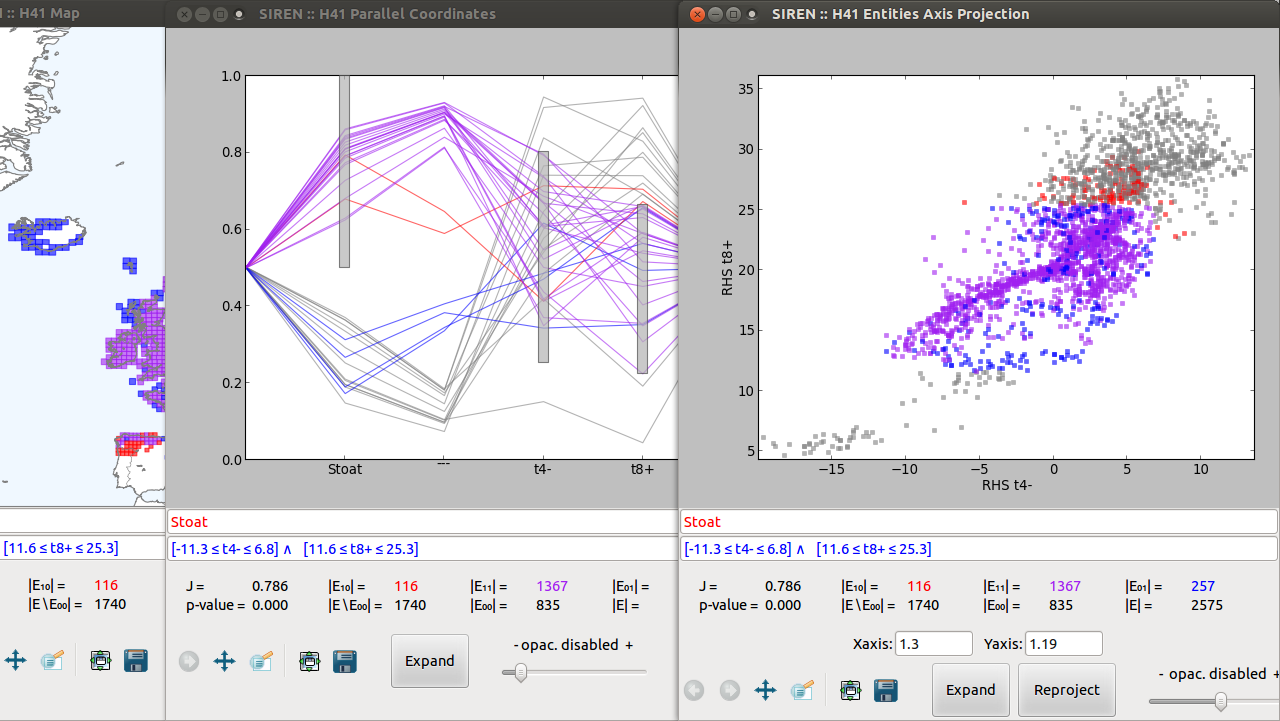 :: H41 Map
SIREN :: H41 Parallel Coordinates
SIREN :: H41 Entities Axis Projection
1.0
0.8
0.6
0.4
0.2
0.0
Stoat
---
t4-
t8+
35
30
25
20
15
10
5
RHS t8+
−15
−10
−5
0
5
10
RHS t4-
[11.6 ≤ t8+ ≤ 25.3]
|E₁₀| = 116
|E∖E₀₀| = 1740
Stoat
[-11.3 ≤ t4- ≤ 6.8] ∧ [11.6 ≤ t8+ ≤ 25.3]
J = 0.786 |E₁₀| = 116 |E₁₁| = 1367 |E₀₁| =
p-value = 0.000 |E∖E₀₀| = 1740 |E₀₀| = 835 |E| =
Expand
- opac. disabled +
Stoat
[-11.3 ≤ t4- ≤ 6.8] ∧ [11.6 ≤ t8+ ≤ 25.3]
J = 0.786 |E₁₀| = 116 |E₁₁| = 1367 |E₀₁| = 257
p-value = 0.000 |E∖E₀₀| = 1740 |E₀₀| = 835 |E| = 2575
Xaxis: 1.3 Yaxis: 1.19
Expand
Reproject
- opac. disabled +